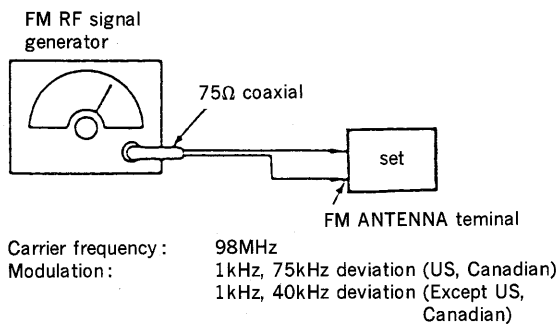 FM RF signal
generator
75Ω coaxial
set
FM ANTENNA teminal
Carrier frequency: 98MHz
Modulation: 1kHz, 75kHz deviation (US, Canadian)
1kHz, 40kHz deviation (Except US,
Canadian)